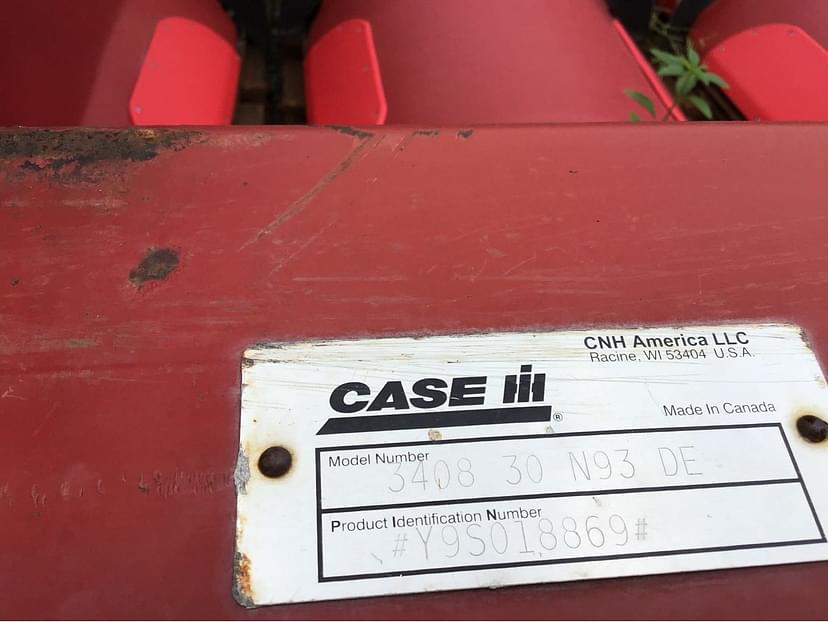 CNH America LLC
Racine, WI 53404 U.S.A.
CASE IH ®
Made In Canada
Model Number
3408 30 N93 DE
Product Identification Number
#Y9S018869#